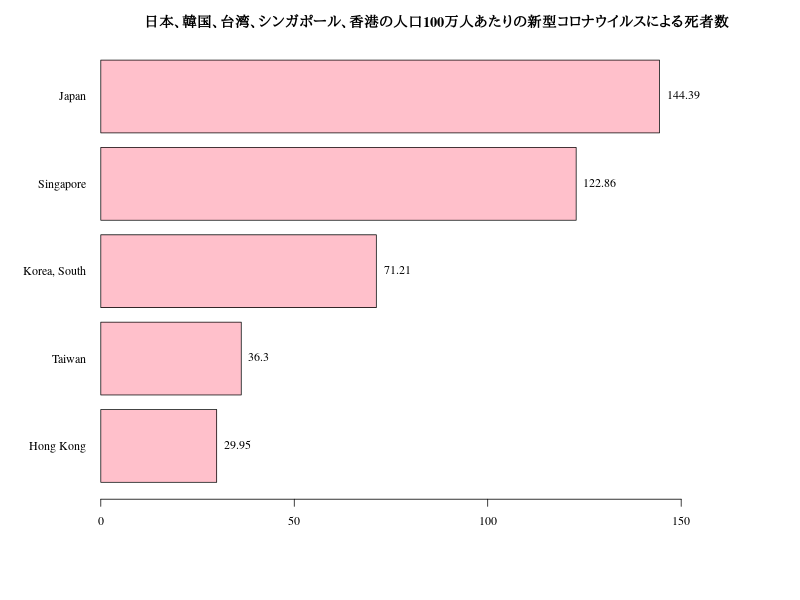 日本、韓国、台湾、シンガポール、香港の人口100万人あたりの新型コロナウイルスによる死者数
Japan 144.39
Singapore 122.86
Korea, South 71.21
Taiwan 36.3
Hong Kong 29.95
0 50 100 150